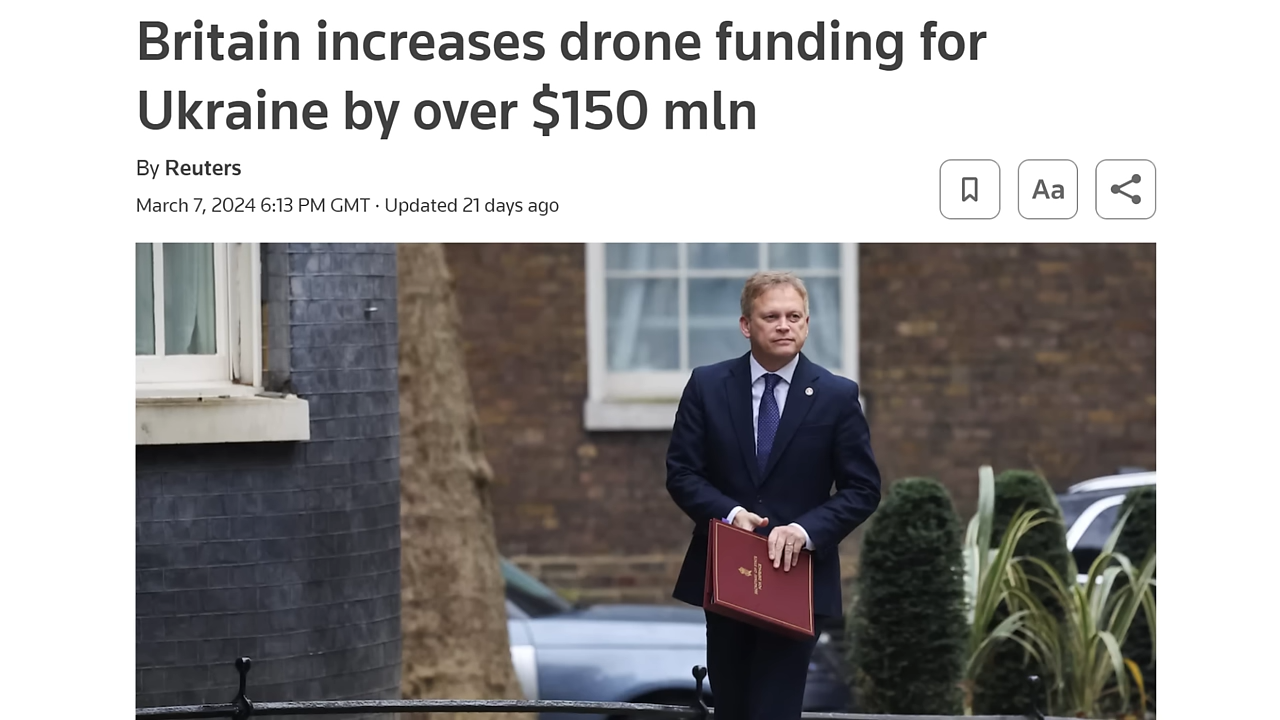 Britain increases drone funding for
Ukraine by over $150 mln
By Reuters
March 7, 2024 6:13 PM GMT · Updated 21 days ago
Aa